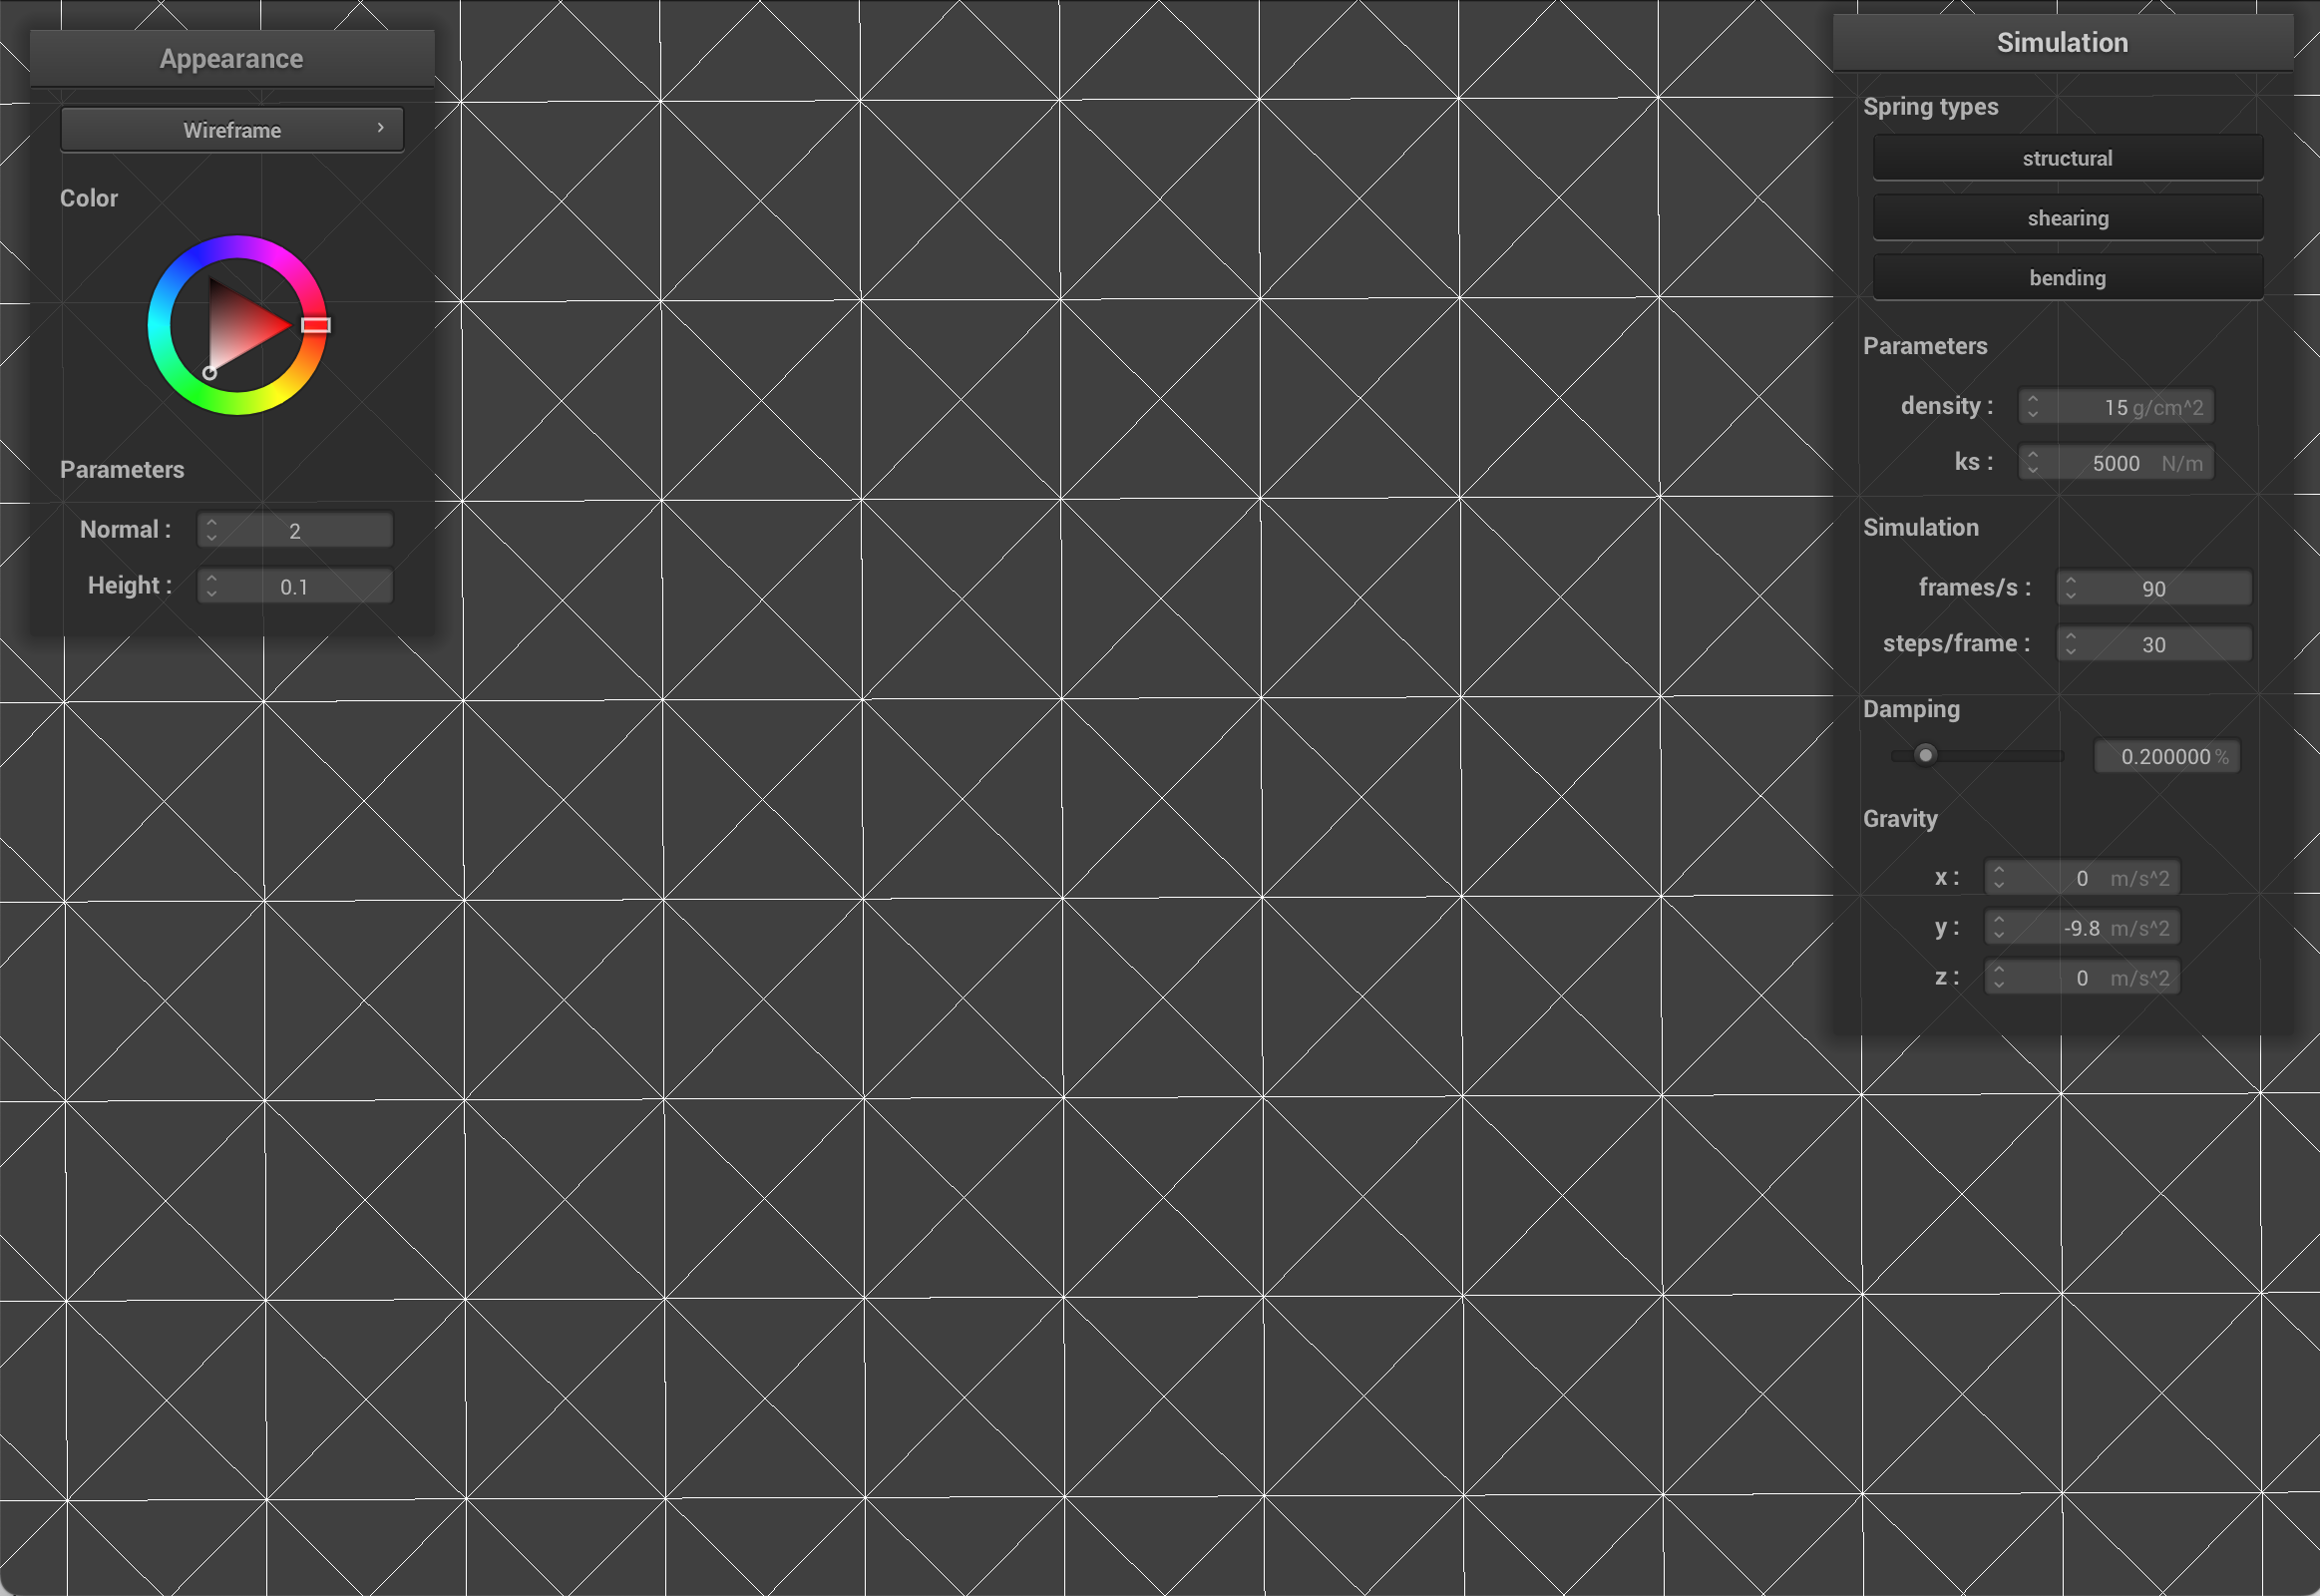 Appearance
Wireframe
Color
Parameters
Normal : 2
Height : 0.1
Simulation
Spring types
structural
shearing
bending
Parameters
density : 15 g/cm^2
ks : 5000 N/m
Simulation
frames/s : 90
steps/frame : 30
Damping
0.200000 %
Gravity
x : 0 m/s^2
y : -9.8 m/s^2
z : 0 m/s^2